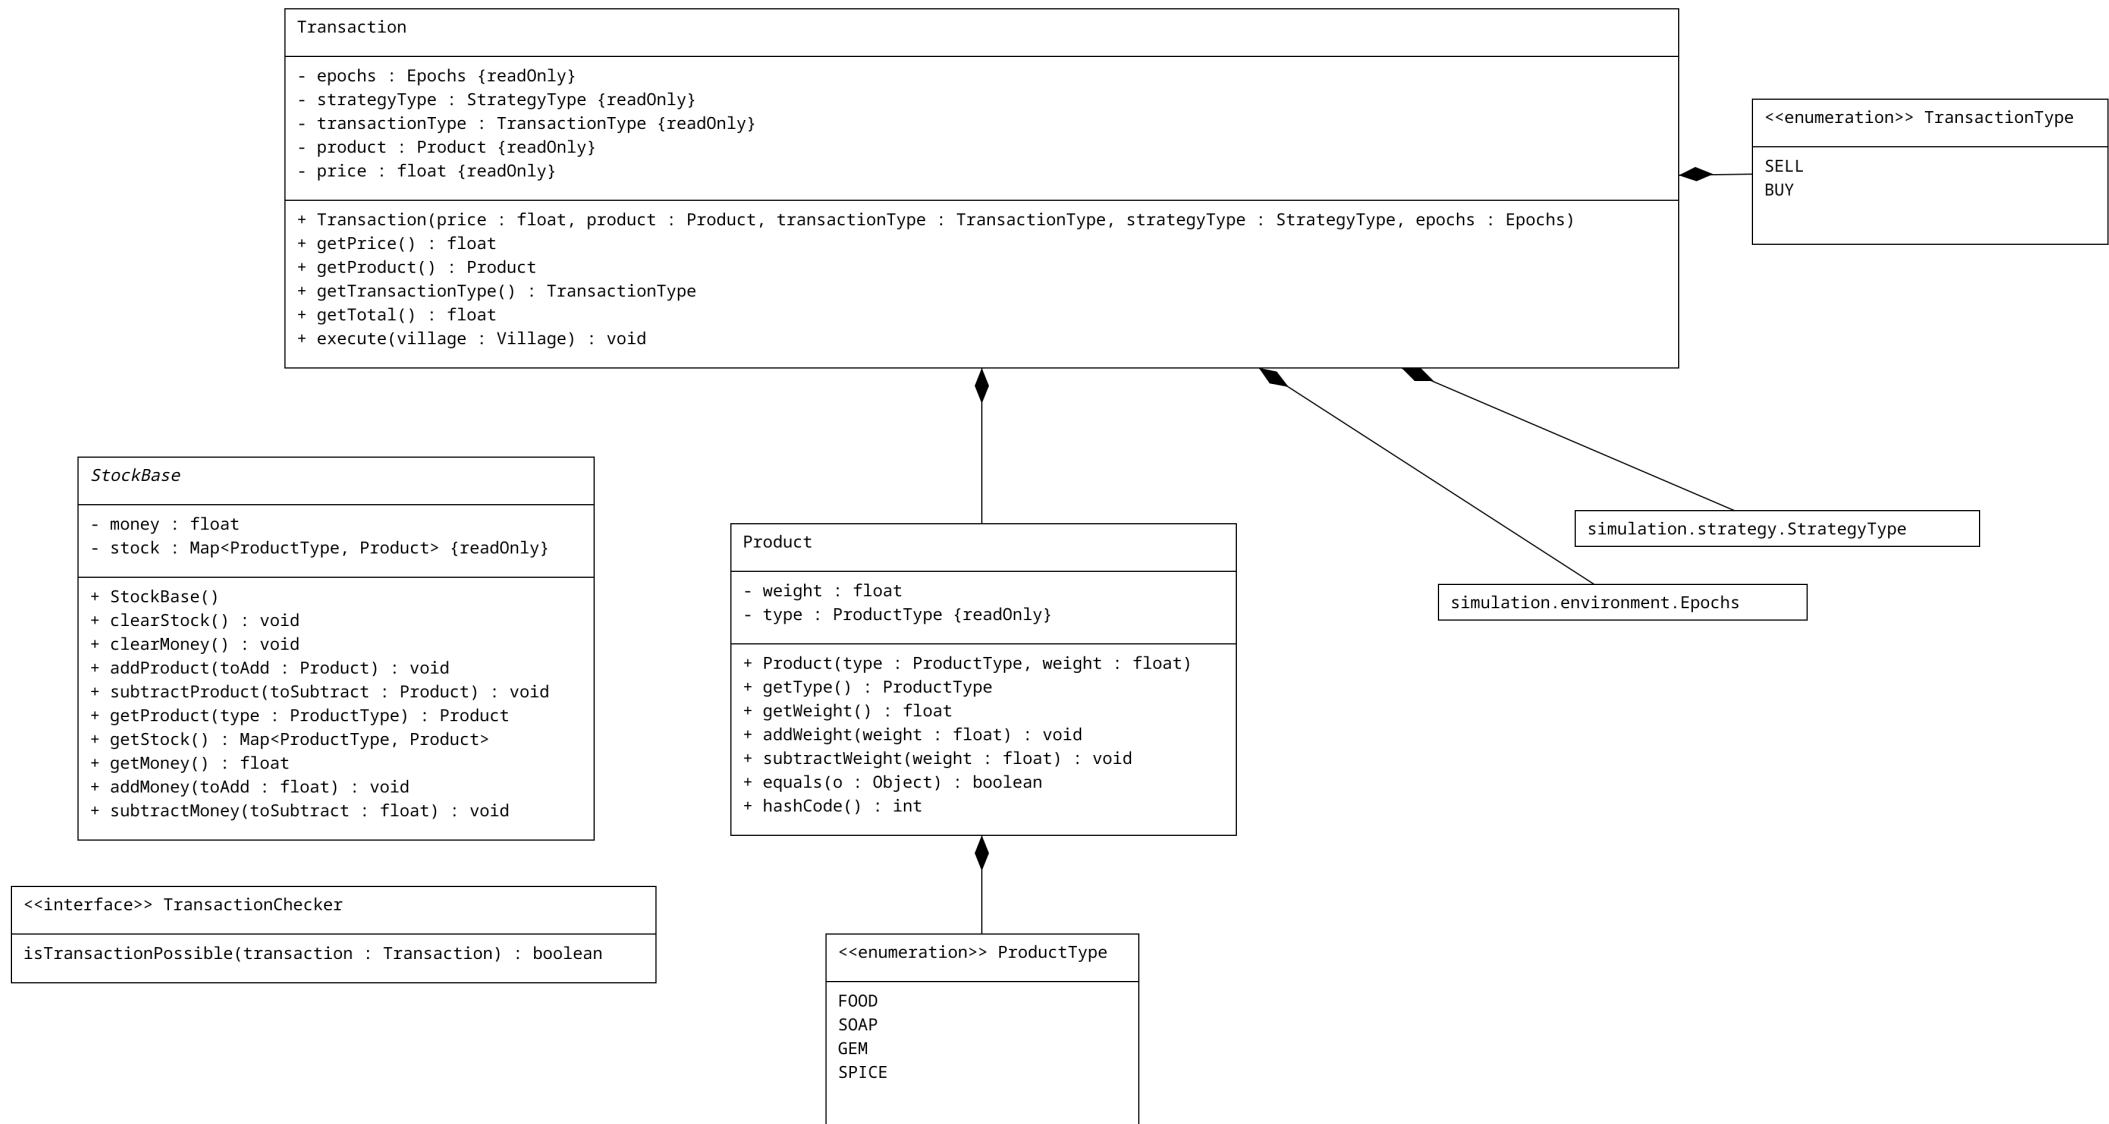 Transaction
- epochs : Epochs {readOnly}
- strategyType : StrategyType {readOnly}
- transactionType : TransactionType {readOnly}
- product : Product {readOnly}
- price : float {readOnly}
+ Transaction(price : float, product : Product, transactionType : TransactionType, strategyType : StrategyType, epochs : Epochs)
+ getPrice() : float
+ getProduct() : Product
+ getTransactionType() : TransactionType
+ getTotal() : float
+ execute(village : Village) : void
<<enumeration>> TransactionType
SELL
BUY
StockBase
- money : float
- stock : Map<ProductType, Product> {readOnly}
+ StockBase()
+ clearStock() : void
+ clearMoney() : void
+ addProduct(toAdd : Product) : void
+ subtractProduct(toSubtract : Product) : void
+ getProduct(type : ProductType) : Product
+ getStock() : Map<ProductType, Product>
+ getMoney() : float
+ addMoney(toAdd : float) : void
+ subtractMoney(toSubtract : float) : void
Product
- weight : float
- type : ProductType {readOnly}
+ Product(type : ProductType, weight : float)
+ getType() : ProductType
+ getWeight() : float
+ addWeight(weight : float) : void
+ subtractWeight(weight : float) : void
+ equals(o : Object) : boolean
+ hashCode() : int
simulation.strategy.StrategyType
simulation.environment.Epochs
<<interface>> TransactionChecker
isTransactionPossible(transaction : Transaction) : boolean
<<enumeration>> ProductType
FOOD
SOAP
GEM
SPICE